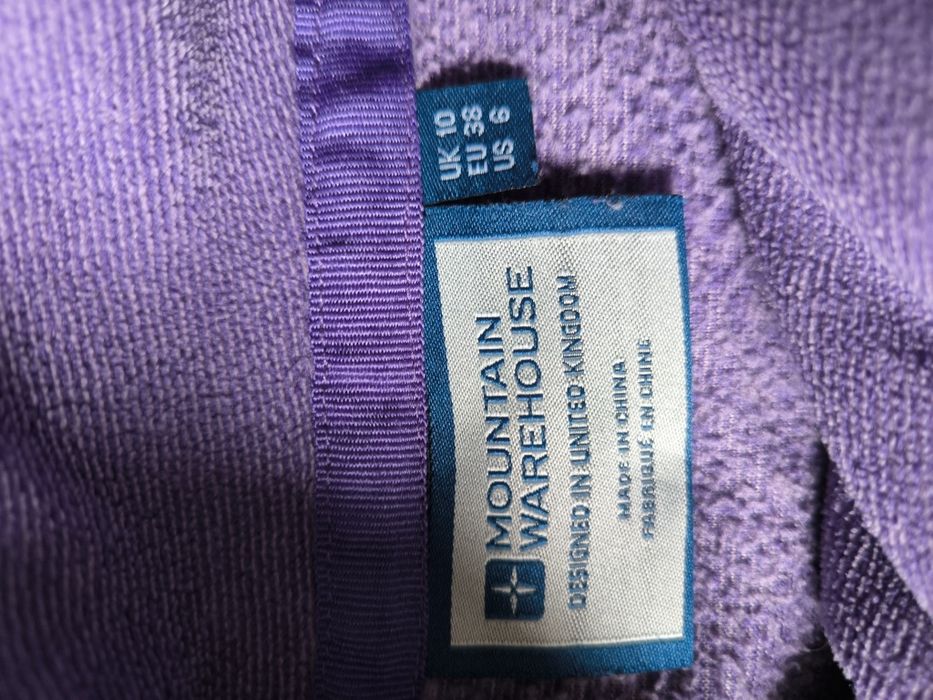 UK 10
EU 38
US 6
MOUNTAIN
WAREHOUSE
DESIGNED IN UNITED KINGDOM
MADE IN CHINA
FABRIQUÉ EN CHINE